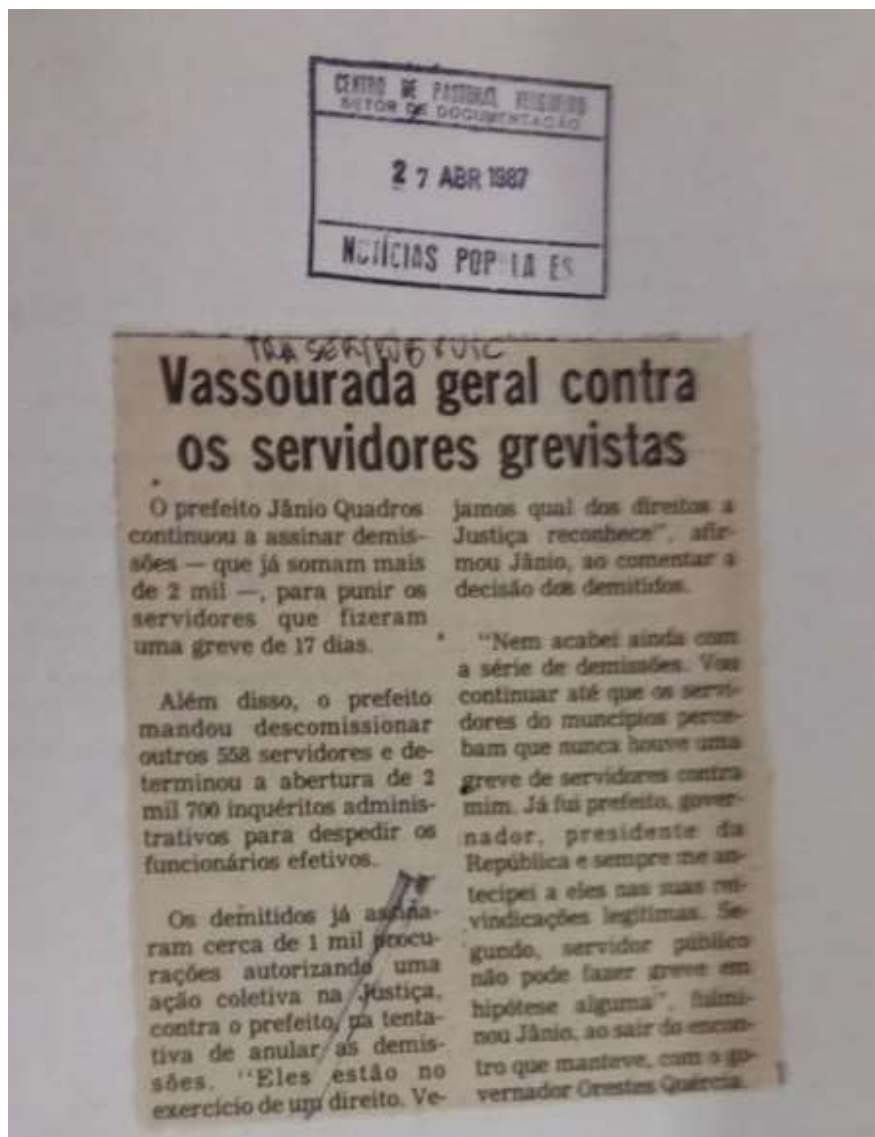 CENTRO DE PASTORAL VERGUEIRO
SETOR DE DOCUMENTAÇÃO
2 7 ABR 1987
NOTÍCIAS POP LA ES
Vassourada geral contra
os servidores grevistas
O prefeito Jânio Quadros
continuou a assinar demis-
sões — que já somam mais
de 2 mil —, para punir os
servidores que fizeram
uma greve de 17 dias.
Além disso, o prefeito
mandou descomissionar
outros 558 servidores e de-
terminou a abertura de 2
mil 700 inquéritos adminis-
trativos para despedir os
funcionários efetivos.
Os demitidos já assina-
ram cerca de 1 mil procu-
rações autorizando uma
ação coletiva na Justiça,
contra o prefeito, na tenta-
tiva de anular as demis-
sões. "Eles estão no
exercício de um direito. Ve-
jamos qual dos direitos a
Justiça reconhece", afir-
mou Jânio, ao comentar a
decisão dos demitidos.
"Nem acabei ainda com
a série de demissões. Vou
continuar até que os servi-
dores do muncípios perce-
bam que nunca houve uma
greve de servidores contra
mim. Já fui prefeito, gover-
nador, presidente da
República e sempre me an-
tecipei a eles nas suas rei-
vindicações legítimas. Se-
gundo, servidor público
não pode fazer greve em
hipótese alguma", fulmi-
nou Jânio, ao sair do encon-
tro que manteve, com o go-
vernador Orestes Quércia.